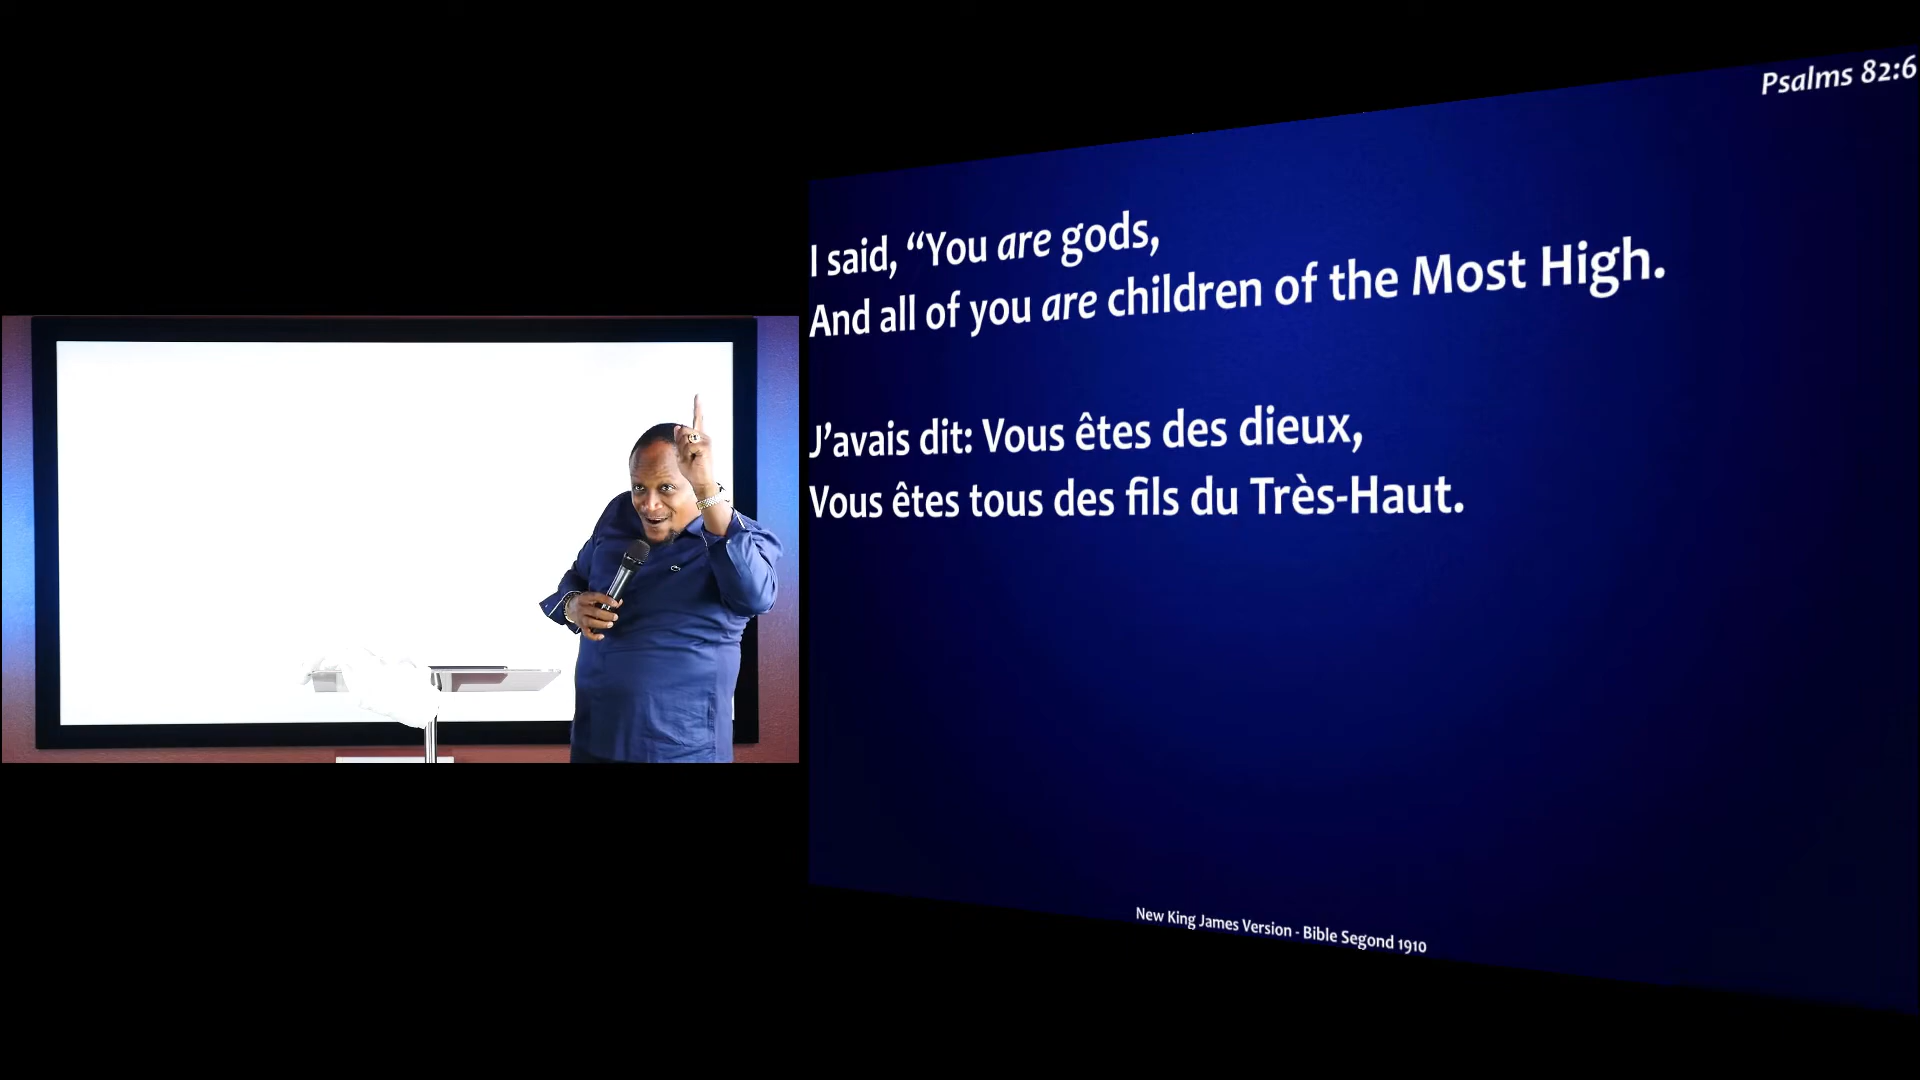 Psalms 82:6
I said, “You are gods,
And all of you are children of the Most High.
J’avais dit: Vous êtes des dieux,
Vous êtes tous des fils du Très-Haut.
New King James Version - Bible Segond 1910